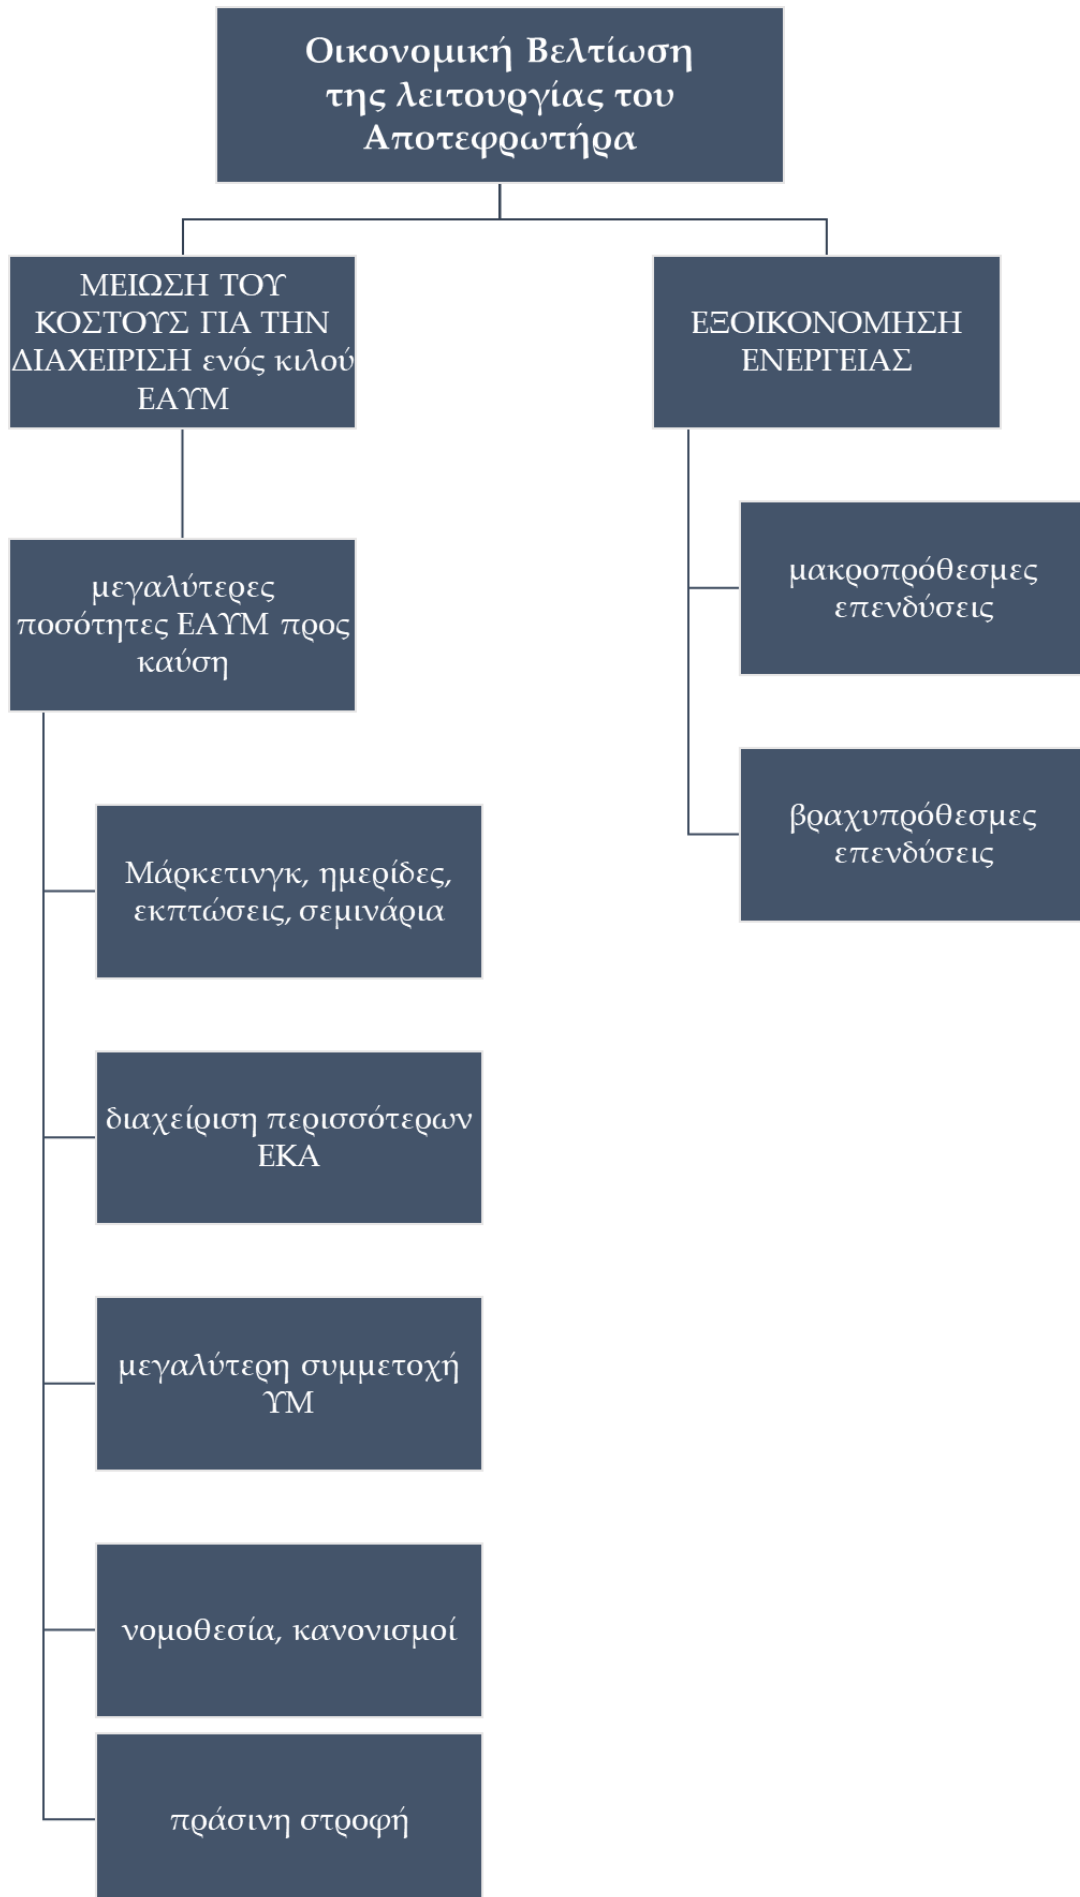 Οικονομική Βελτίωση
της λειτουργίας του
Αποτεφρωτήρα
ΜΕΙΩΣΗ ΤΟΥ
ΚΟΣΤΟΥΣ ΓΙΑ ΤΗΝ
ΔΙΑΧΕΙΡΙΣΗ ενός κιλού
ΕΑΥΜ
μεγαλύτερες
ποσότητες ΕΑΥΜ προς
καύση
Μάρκετινγκ, ημερίδες,
εκπτώσεις, σεμινάρια
διαχείριση περισσότερων
ΕΚΑ
μεγαλύτερη συμμετοχή
ΥΜ
νομοθεσία, κανονισμοί
πράσινη στροφή
ΕΞΟΙΚΟΝΟΜΗΣΗ
ΕΝΕΡΓΕΙΑΣ
μακροπρόθεσμες
επενδύσεις
βραχυπρόθεσμες
επενδύσεις